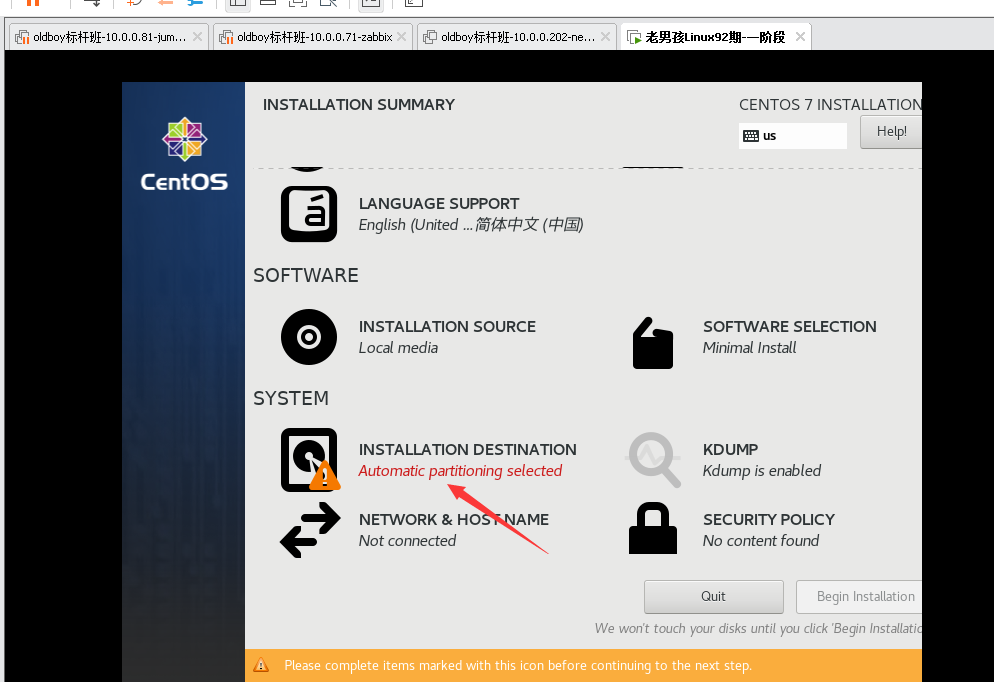 oldboy标杆班-10.0.0.81-jum...
oldboy标杆班-10.0.0.71-zabbix
oldboy标杆班-10.0.0.202-ne...
老男孩Linux92期-一阶段
INSTALLATION SUMMARY
CENTOS 7 INSTALLATION
us
Help!
CentOS
LANGUAGE SUPPORT
English (United ...简体中文 (中国)
SOFTWARE
INSTALLATION SOURCE
Local media
SOFTWARE SELECTION
Minimal Install
SYSTEM
INSTALLATION DESTINATION
Automatic partitioning selected
KDUMP
Kdump is enabled
NETWORK & HOST NAME
Not connected
SECURITY POLICY
No content found
Quit
Begin Installation
We won't touch your disks until you click 'Begin Installatio
Please complete items marked with this icon before continuing to the next step.